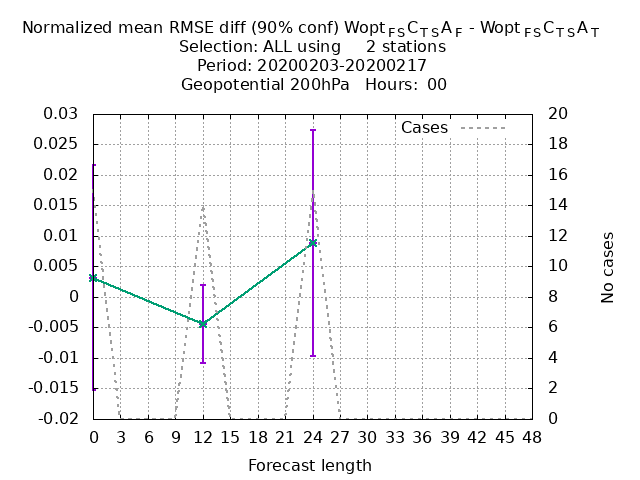 Normalized mean RMSE diff (90% conf) Wopt FS C T S A F - Wopt FS C T S A T
Selection: ALL using     2 stations
Period: 20200203-20200217
Geopotential 200hPa   Hours:  00
Cases
0.03
0.025
0.02
0.015
0.01
0.005
0
-0.005
-0.01
-0.015
-0.02
20
18
16
14
12
10
8
6
4
2
0
No cases
0 3 6 9 12 15 18 21 24 27 30 33 36 39 42 45 48
Forecast length